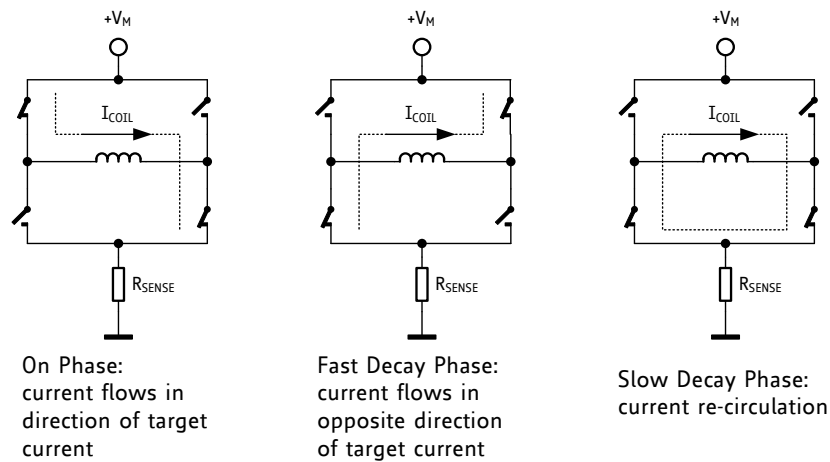 +VM
+VM
+VM
ICOIL
ICOIL
ICOIL
RSENSE
RSENSE
RSENSE
On Phase:
current flows in
direction of target
current
Fast Decay Phase:
current flows in
opposite direction
of target current
Slow Decay Phase:
current re-circulation